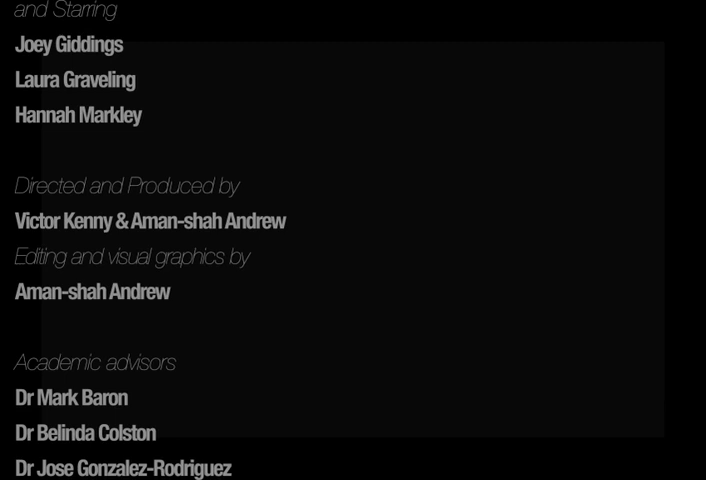 and Starring
Joey Giddings
Laura Graveling
Hannah Markley
Directed and Produced by
Victor Kenny & Aman-shah Andrew
Editing and visual graphics by
Aman-shah Andrew
Academic advisors
Dr Mark Baron
Dr Belinda Colston
Dr Jose Gonzalez-Rodriguez